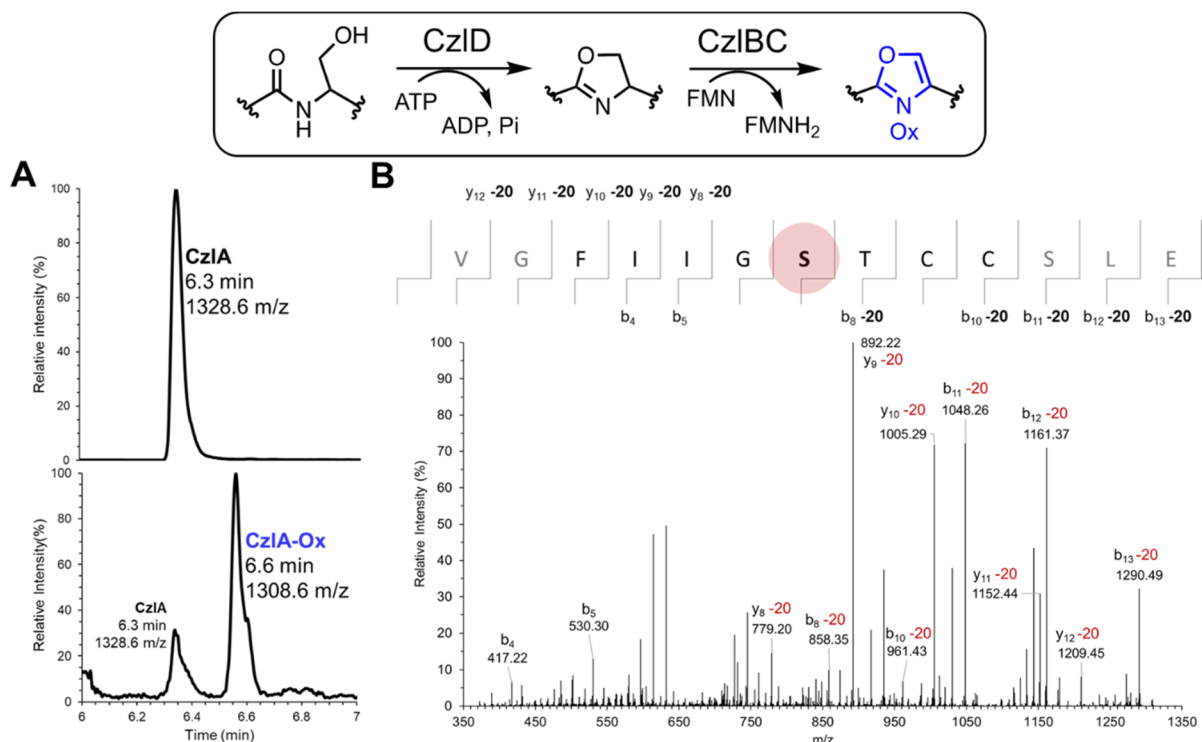 OH
O
N
H
CzlD
ATP
ADP, Pi
O
N
CzlBC
FMN
FMNH2
O
N
Ox
A
Relative intensity (%)
100
80
60
40
20
0
CzlA
6.3 min
1328.6 m/z
Relative Intensity(%)
100
80
60
40
20
0
CzlA
6.3 min
1328.6 m/z
CzlA-Ox
6.6 min
1308.6 m/z
6 6.2 6.4 6.6 6.8 7
Time (min)
B
y12 -20 y11 -20 y10 -20 y9 -20 y8 -20
V G F I I G S T C C S L E
b4 b5 b8 -20 b10 -20 b11 -20 b12 -20 b13 -20
Relative Intensity (%)
100
90
80
70
60
50
40
30
20
10
0
b4
417.22
b5
530.30
y8 -20
779.20
b8 -20
858.35
892.22
y9 -20
b10 -20
961.43
y10 -20
1005.29
b11 -20
1048.26
y11 -20
1152.44
b12 -20
1161.37
y12 -20
1209.45
b13 -20
1290.49
350 450 550 650 750 850 950 1050 1150 1250 1350
m/z